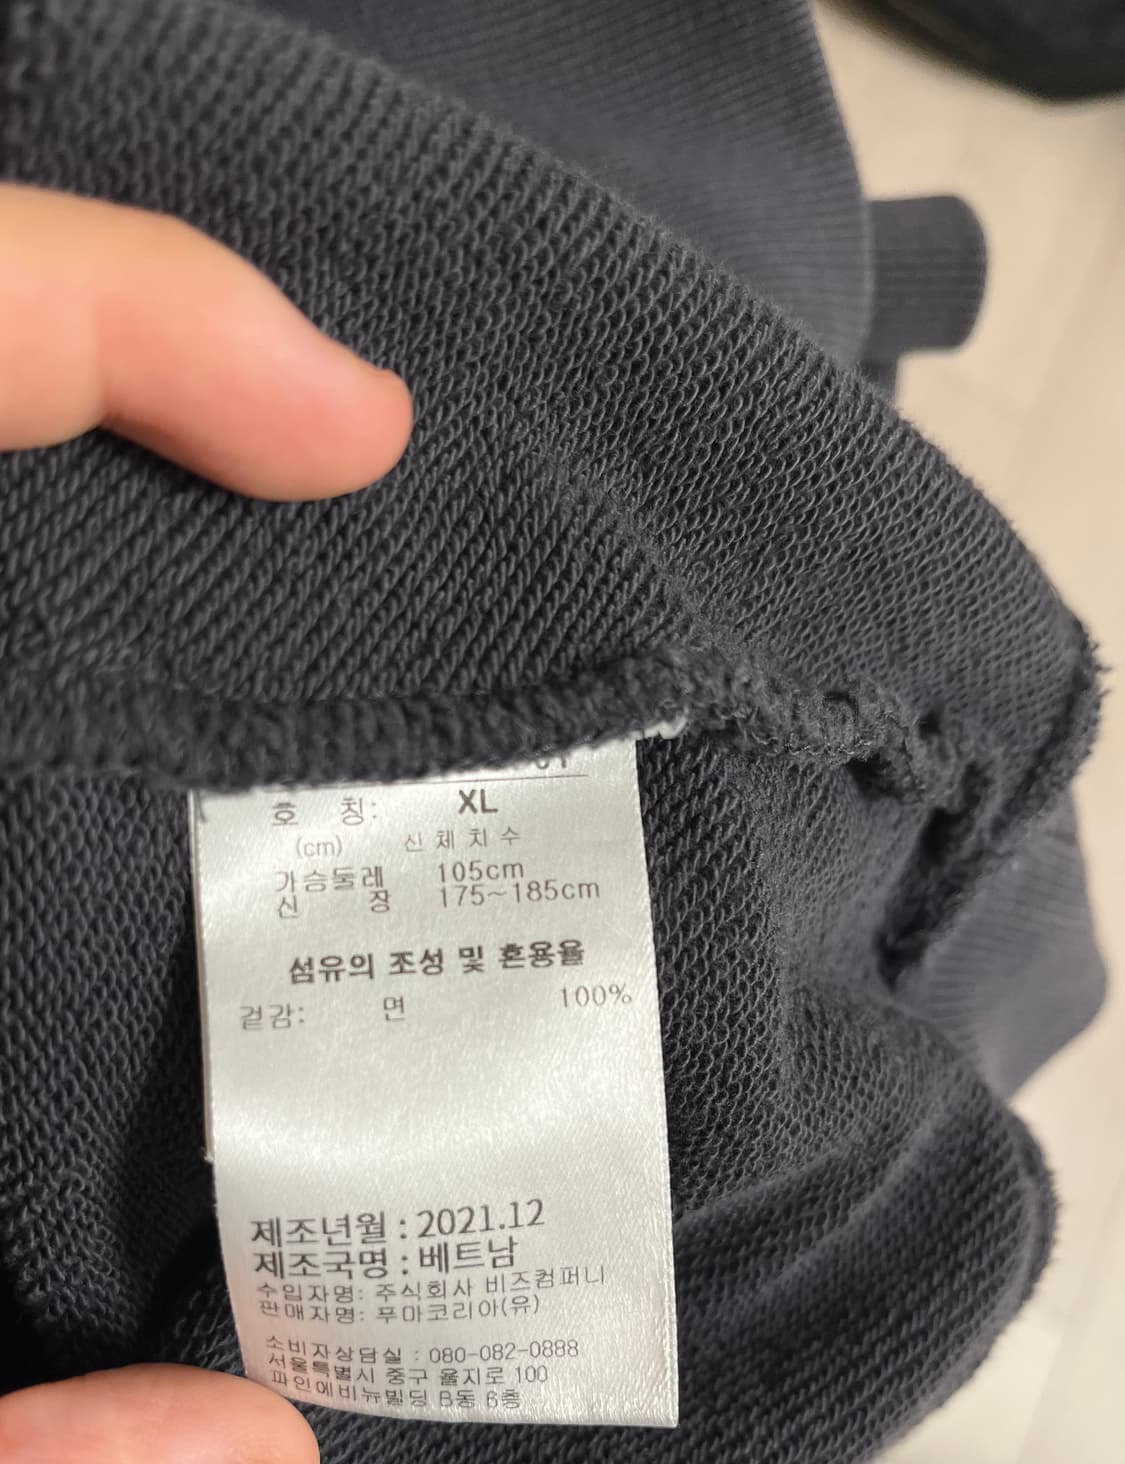 호 칭: XL
(cm) 신체치수
가슴둘레 105cm
신 장 175~185cm
섬유의 조성 및 혼용율
겉감: 면 100%
제조년월 : 2021.12
제조국명 : 베트남
수입자명: 주식회사 비즈컴퍼니
판매자명: 푸마코리아(유)
소비자상담실 : 080-082-0888
서울특별시 중구 을지로 100
파인에비뉴빌딩 B동 6층